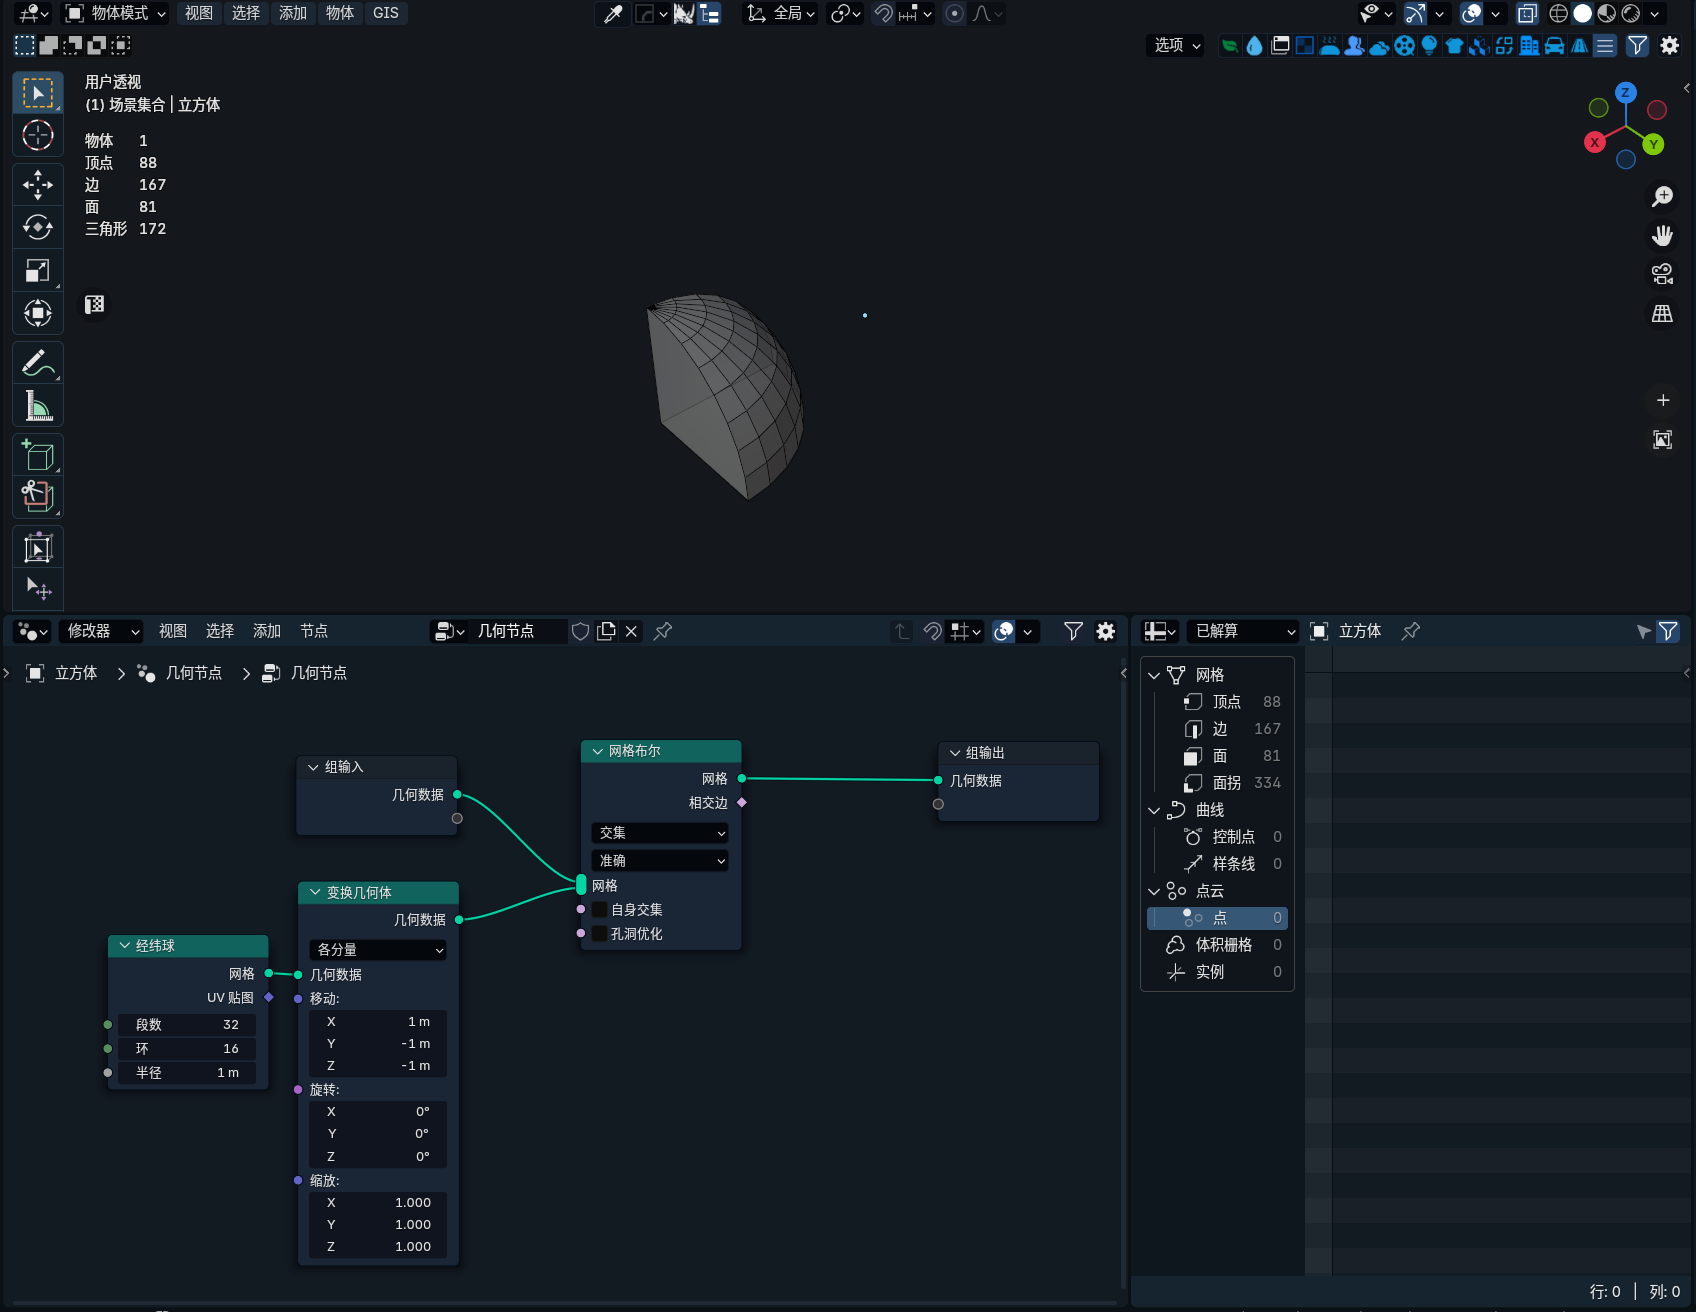 物体模式 视图 选择 添加 物体 GIS 全局
选项
用户透视
(1) 场景集合 | 立方体
物体 1
顶点 88
边 167
面 81
三角形 172
Z
X
Y
修改器 视图 选择 添加 节点 几何节点
立方体 几何节点 几何节点
组输入
几何数据
变换几何体
几何数据
各分量
几何数据
移动:
X 1 m
Y -1 m
Z -1 m
旋转:
X 0°
Y 0°
Z 0°
缩放:
X 1.000
Y 1.000
Z 1.000
经纬球
网格
UV 贴图
段数 32
环 16
半径 1 m
网格布尔
网格
相交边
交集
准确
网格
自身交集
孔洞优化
组输出
几何数据
已解算 立方体
网格
顶点 88
边 167
面 81
面拐 334
曲线
控制点 0
样条线 0
点云
点 0
体积栅格 0
实例 0
行: 0 | 列: 0